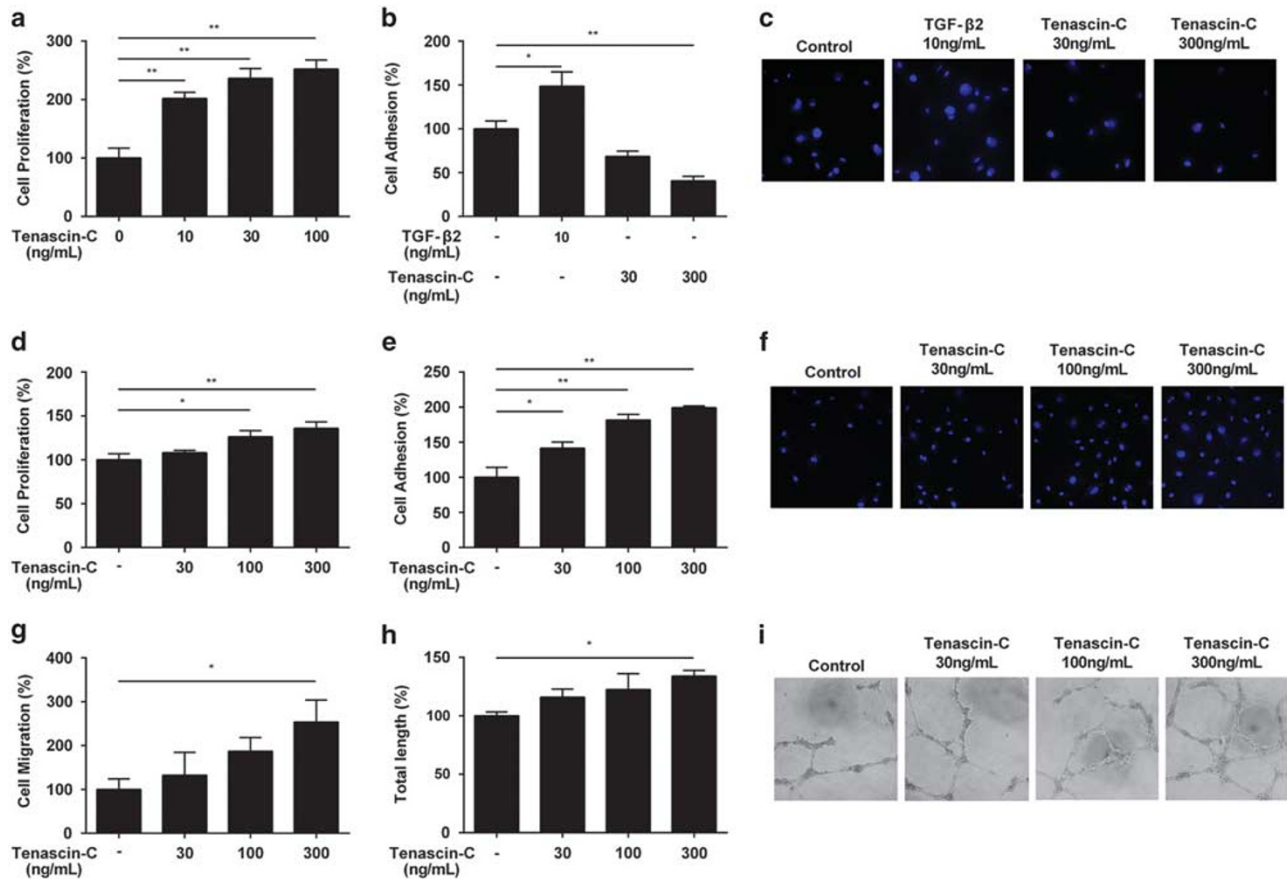 a
Cell Proliferation (%)
300
200
100
0
**
**
**
Tenascin-C 0 10 30 100
(ng/mL)
b
Cell Adhesion (%)
200
150
100
50
0
**
*
TGF-β2 - 10 - -
(ng/mL)
Tenascin-C - - 30 300
(ng/mL)
c
Control
TGF-β2
10ng/mL
Tenascin-C
30ng/mL
Tenascin-C
300ng/mL
d
Cell Proliferation (%)
200
150
100
50
0
**
*
Tenascin-C - 30 100 300
(ng/mL)
e
Cell Adhesion (%)
250
200
150
100
50
0
**
**
*
Tenascin-C - 30 100 300
(ng/mL)
f
Control
Tenascin-C
30ng/mL
Tenascin-C
100ng/mL
Tenascin-C
300ng/mL
g
Cell Migration (%)
400
300
200
100
0
*
Tenascin-C - 30 100 300
(ng/mL)
h
Total length (%)
150
100
50
0
*
Tenascin-C - 30 100 300
(ng/mL)
i
Control
Tenascin-C
30ng/mL
Tenascin-C
100ng/mL
Tenascin-C
300ng/mL